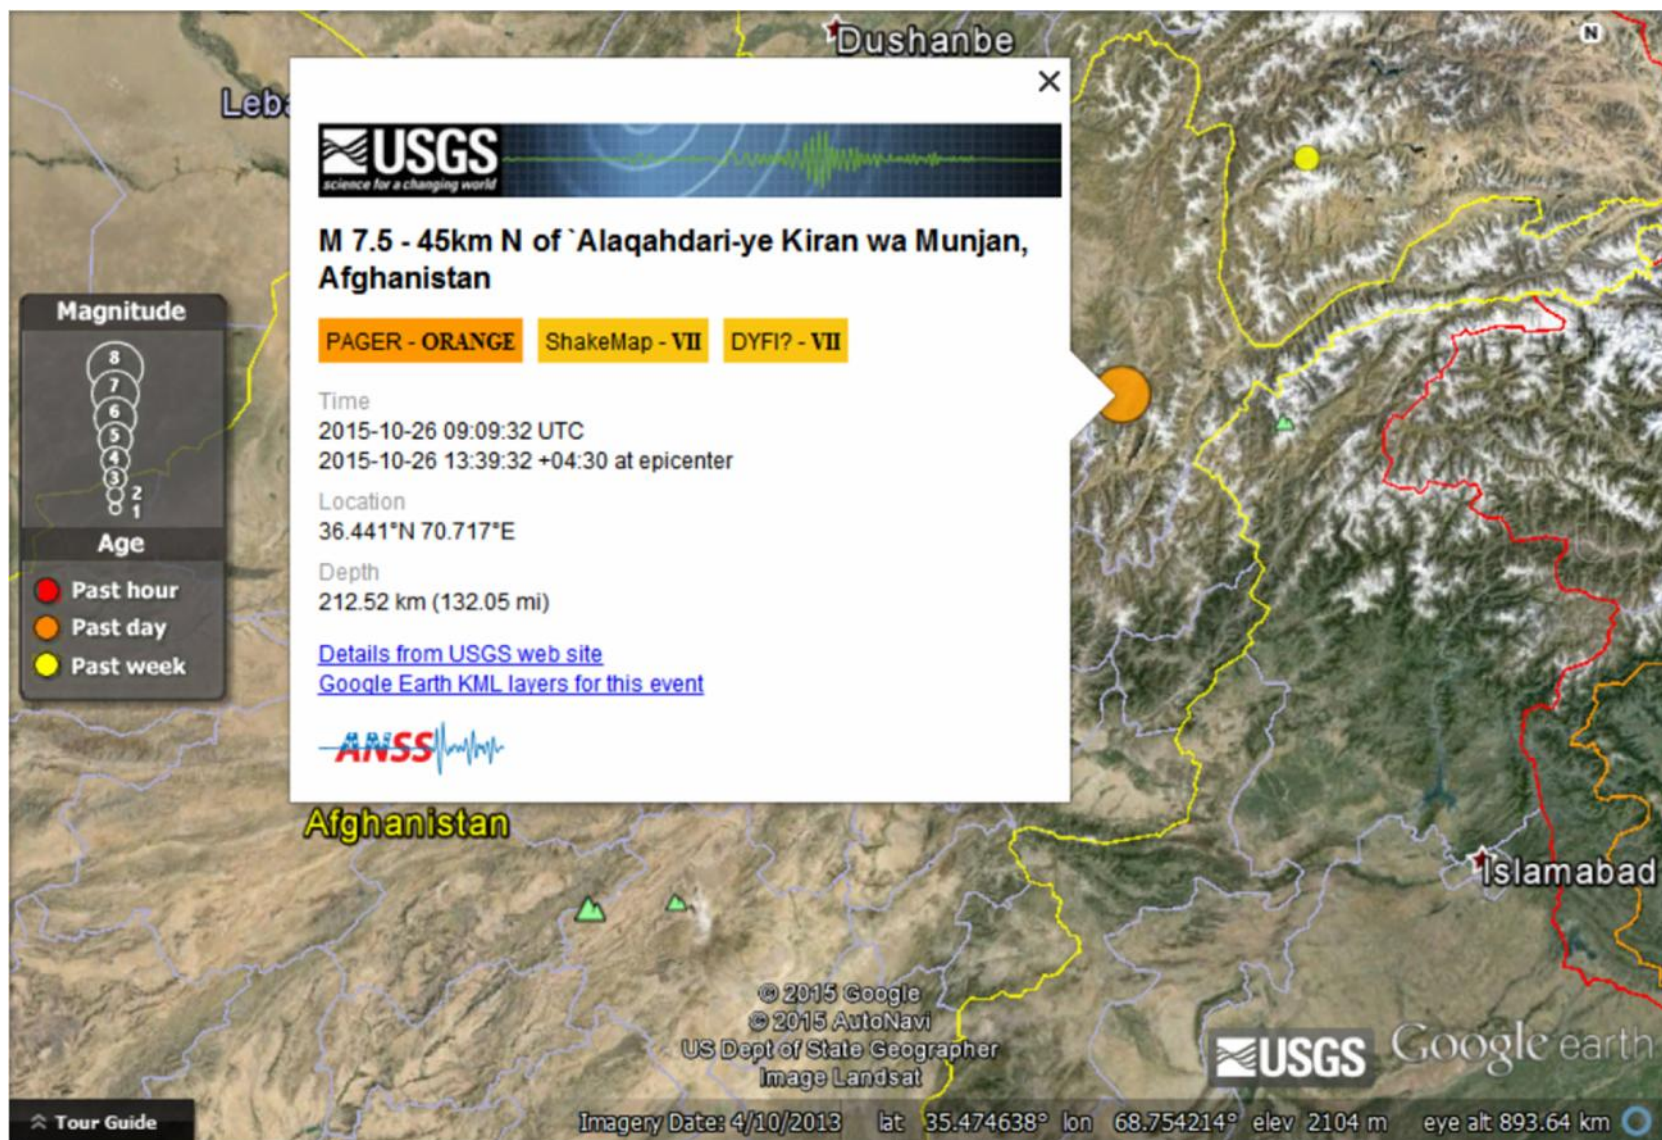 Dushanbe
N
Leba
USGS
science for a changing world
M 7.5 - 45km N of `Alaqahdari-ye Kiran wa Munjan,
Afghanistan
PAGER - ORANGE ShakeMap - VII DYFI? - VII
Time
2015-10-26 09:09:32 UTC
2015-10-26 13:39:32 +04:30 at epicenter
Location
36.441°N 70.717°E
Depth
212.52 km (132.05 mi)
Details from USGS web site
Google Earth KML layers for this event
ANSS
Magnitude
8
7
6
5
4
3
2
1
Age
Past hour
Past day
Past week
Afghanistan
Islamabad
© 2015 Google
© 2015 AutoNavi
US Dept of State Geographer
Image Landsat
USGS Google earth
Tour Guide
Imagery Date: 4/10/2013 lat 35.474638° lon 68.754214° elev 2104 m eye alt 893.64 km